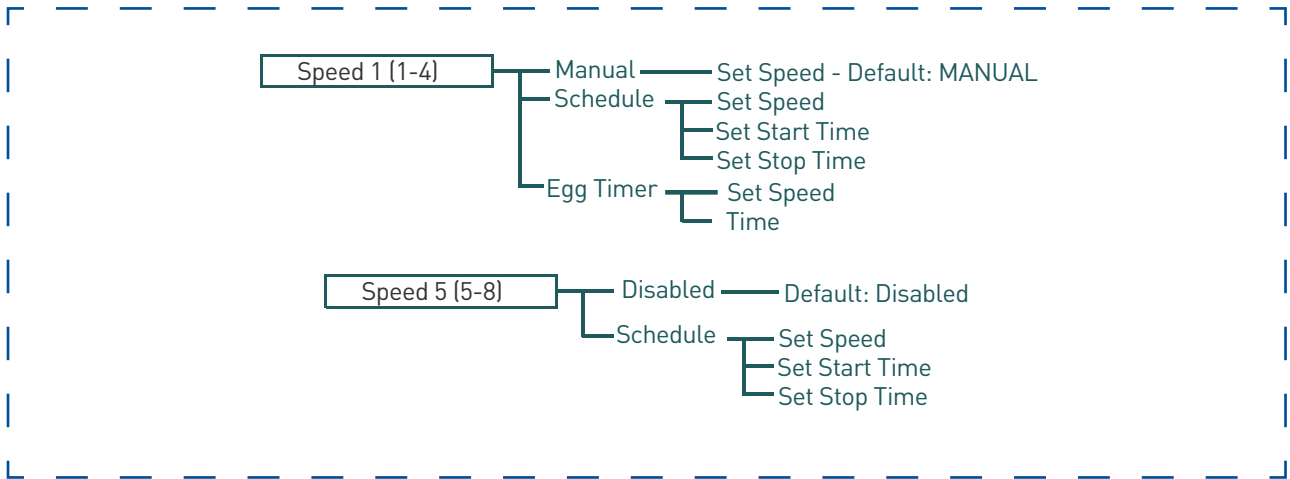 Speed 1 (1-4)
Manual
Set Speed - Default: MANUAL
Schedule
Set Speed
Set Start Time
Set Stop Time
Egg Timer
Set Speed
Time
Speed 5 (5-8)
Disabled
Default: Disabled
Schedule
Set Speed
Set Start Time
Set Stop Time